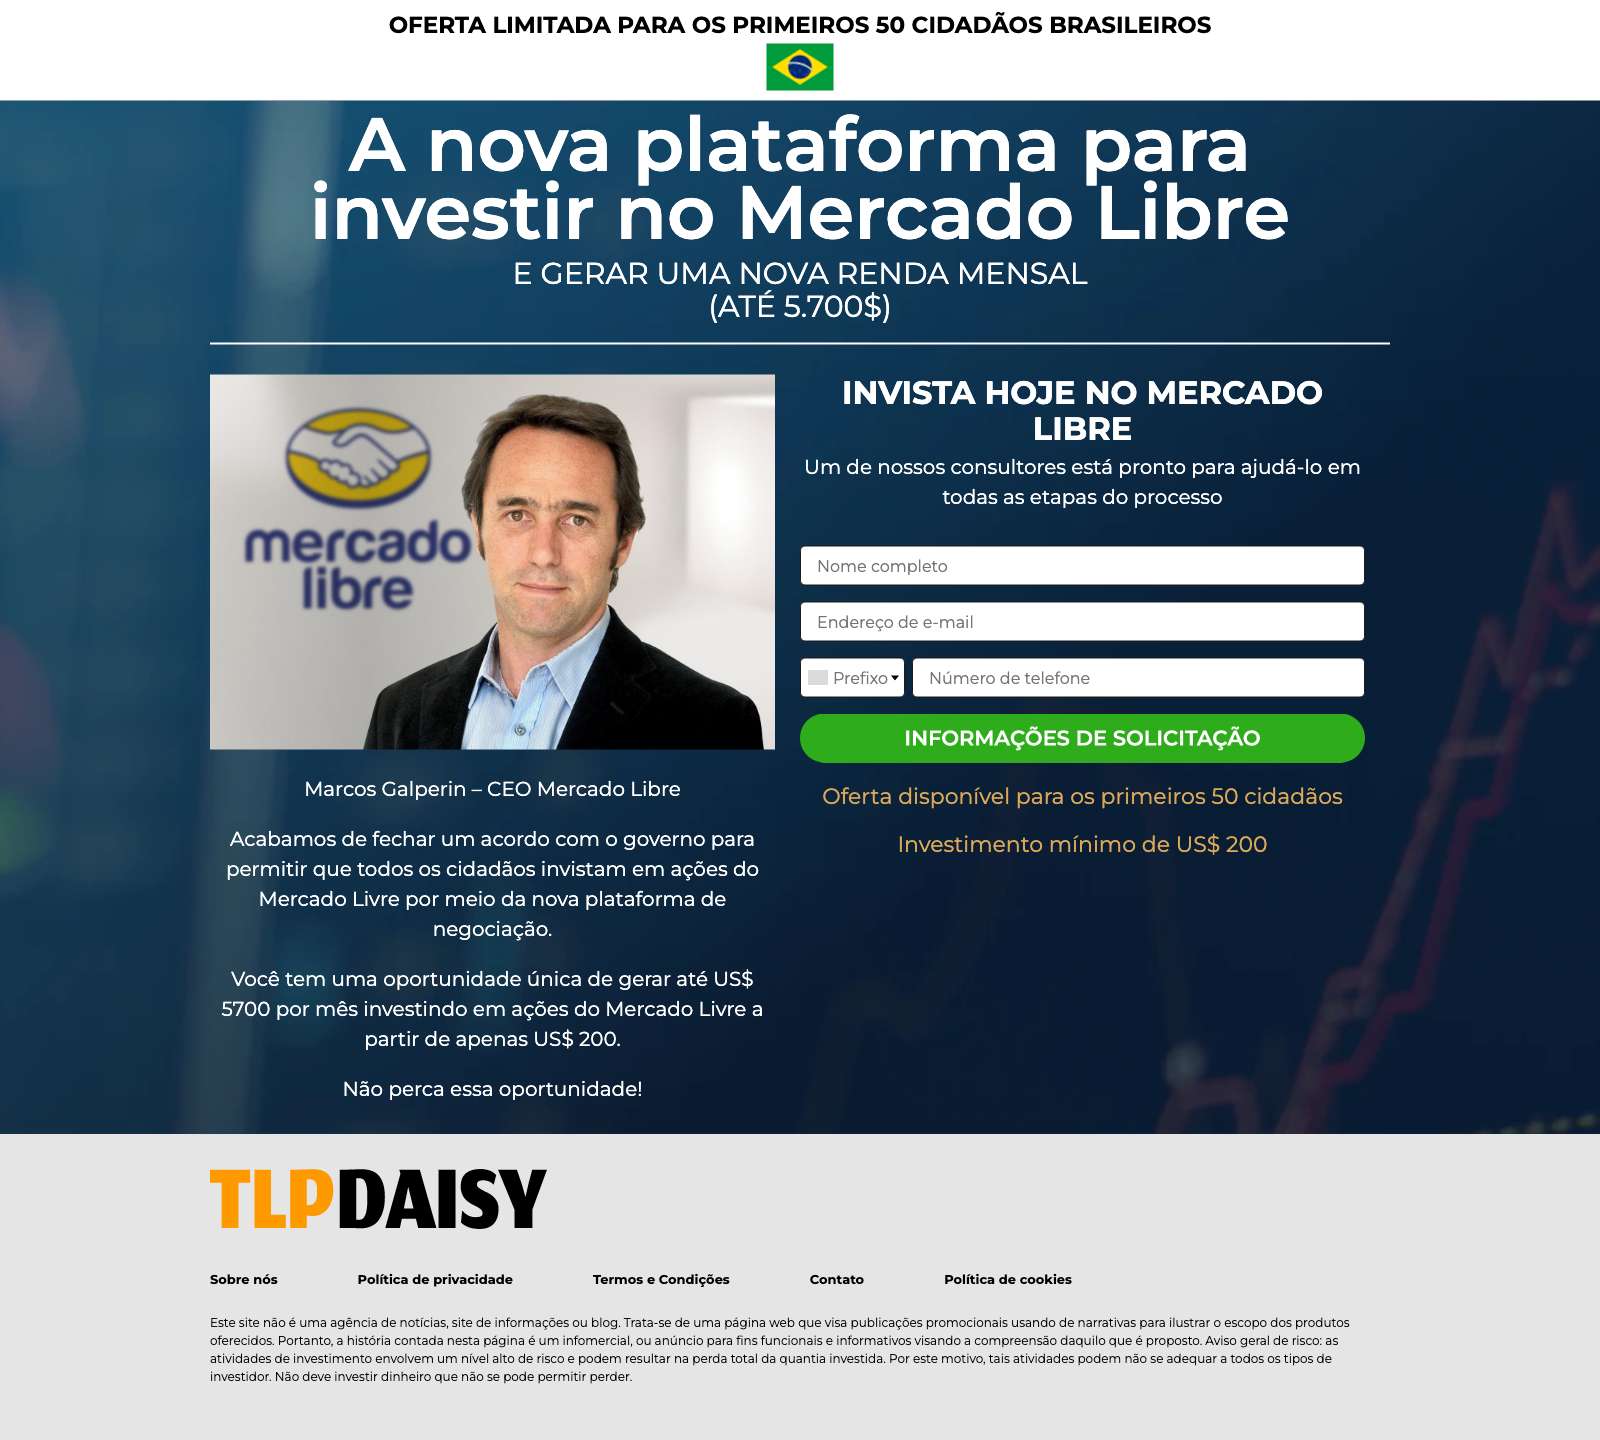 OFERTA LIMITADA PARA OS PRIMEIROS 50 CIDADÃOS BRASILEIROS
A nova plataforma para
investir no Mercado Libre
E GERAR UMA NOVA RENDA MENSAL
(ATÉ 5.700$)
mercado
libre
Marcos Galperin – CEO Mercado Libre
Acabamos de fechar um acordo com o governo para
permitir que todos os cidadãos invistam em ações do
Mercado Livre por meio da nova plataforma de
negociação.
Você tem uma oportunidade única de gerar até US$
5700 por mês investindo em ações do Mercado Livre a
partir de apenas US$ 200.
Não perca essa oportunidade!
INVISTA HOJE NO MERCADO
LIBRE
Um de nossos consultores está pronto para ajudá-lo em
todas as etapas do processo
Nome completo
Endereço de e-mail
Prefixo Número de telefone
INFORMAÇÕES DE SOLICITAÇÃO
Oferta disponível para os primeiros 50 cidadãos
Investimento mínimo de US$ 200
TLPDAISY
Sobre nós Política de privacidade Termos e Condições Contato Política de cookies
Este site não é uma agência de notícias, site de informações ou blog. Trata-se de uma página web que visa publicações promocionais usando de narrativas para ilustrar o escopo dos produtos
oferecidos. Portanto, a história contada nesta página é um infomercial, ou anúncio para fins funcionais e informativos visando a compreensão daquilo que é proposto. Aviso geral de risco: as
atividades de investimento envolvem um nível alto de risco e podem resultar na perda total da quantia investida. Por este motivo, tais atividades podem não se adequar a todos os tipos de
investidor. Não deve investir dinheiro que não se pode permitir perder.